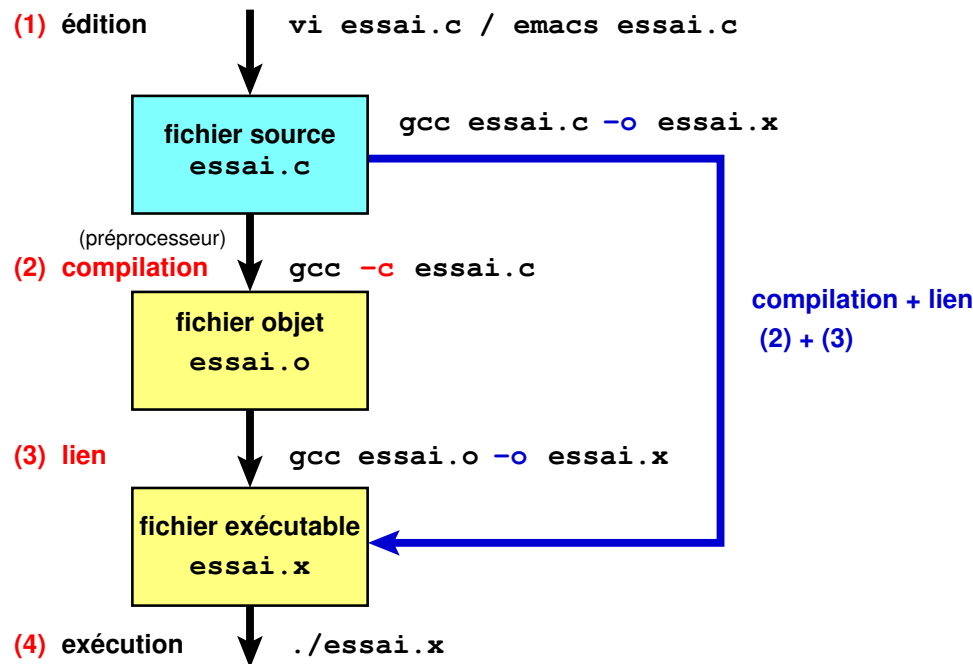 (1) édition vi essai.c / emacs essai.c
gcc essai.c −o essai.x
fichier source
essai.c
(préprocesseur)
(2) compilation gcc −c essai.c
compilation + lien
(2) + (3)
fichier objet
essai.o
(3) lien gcc essai.o −o essai.x
fichier exécutable
essai.x
(4) exécution ./essai.x